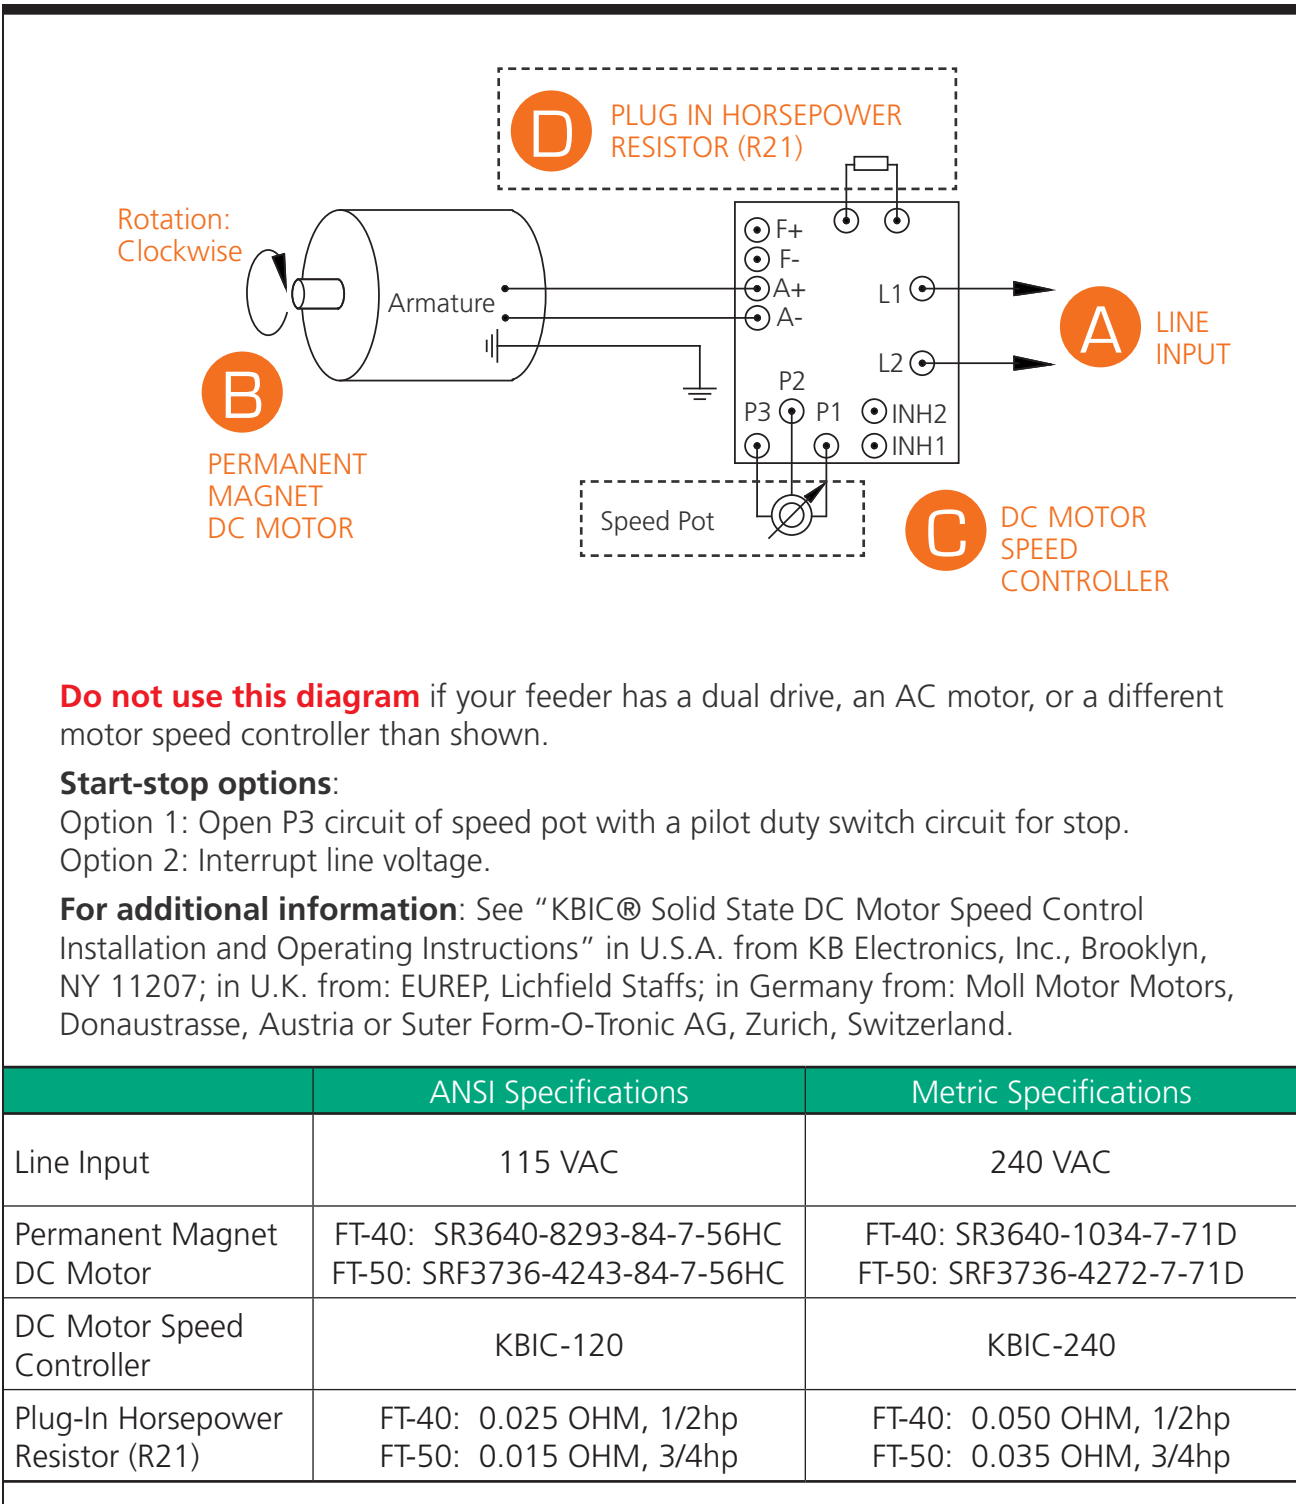 D
PLUG IN HORSEPOWER
RESISTOR (R21)
Rotation:
Clockwise
F+
F-
A+
A-
Armature
L1
L2
A
LINE
INPUT
B
PERMANENT
MAGNET
DC MOTOR
P2
P3
P1
INH2
INH1
Speed Pot
C
DC MOTOR
SPEED
CONTROLLER
Do not use this diagram if your feeder has a dual drive, an AC motor, or a different
motor speed controller than shown.
Start-stop options:
Option 1: Open P3 circuit of speed pot with a pilot duty switch circuit for stop.
Option 2: Interrupt line voltage.
For additional information: See “KBIC® Solid State DC Motor Speed Control
Installation and Operating Instructions” in U.S.A. from KB Electronics, Inc., Brooklyn,
NY 11207; in U.K. from: EUREP, Lichfield Staffs; in Germany from: Moll Motor Motors,
Donaustrasse, Austria or Suter Form-O-Tronic AG, Zurich, Switzerland.
ANSI Specifications Metric Specifications
Line Input 115 VAC 240 VAC
Permanent Magnet
DC Motor
FT-40: SR3640-8293-84-7-56HC
FT-50: SRF3736-4243-84-7-56HC
FT-40: SR3640-1034-7-71D
FT-50: SRF3736-4272-7-71D
DC Motor Speed
Controller
KBIC-120 KBIC-240
Plug-In Horsepower
Resistor (R21)
FT-40: 0.025 OHM, 1/2hp
FT-50: 0.015 OHM, 3/4hp
FT-40: 0.050 OHM, 1/2hp
FT-50: 0.035 OHM, 3/4hp